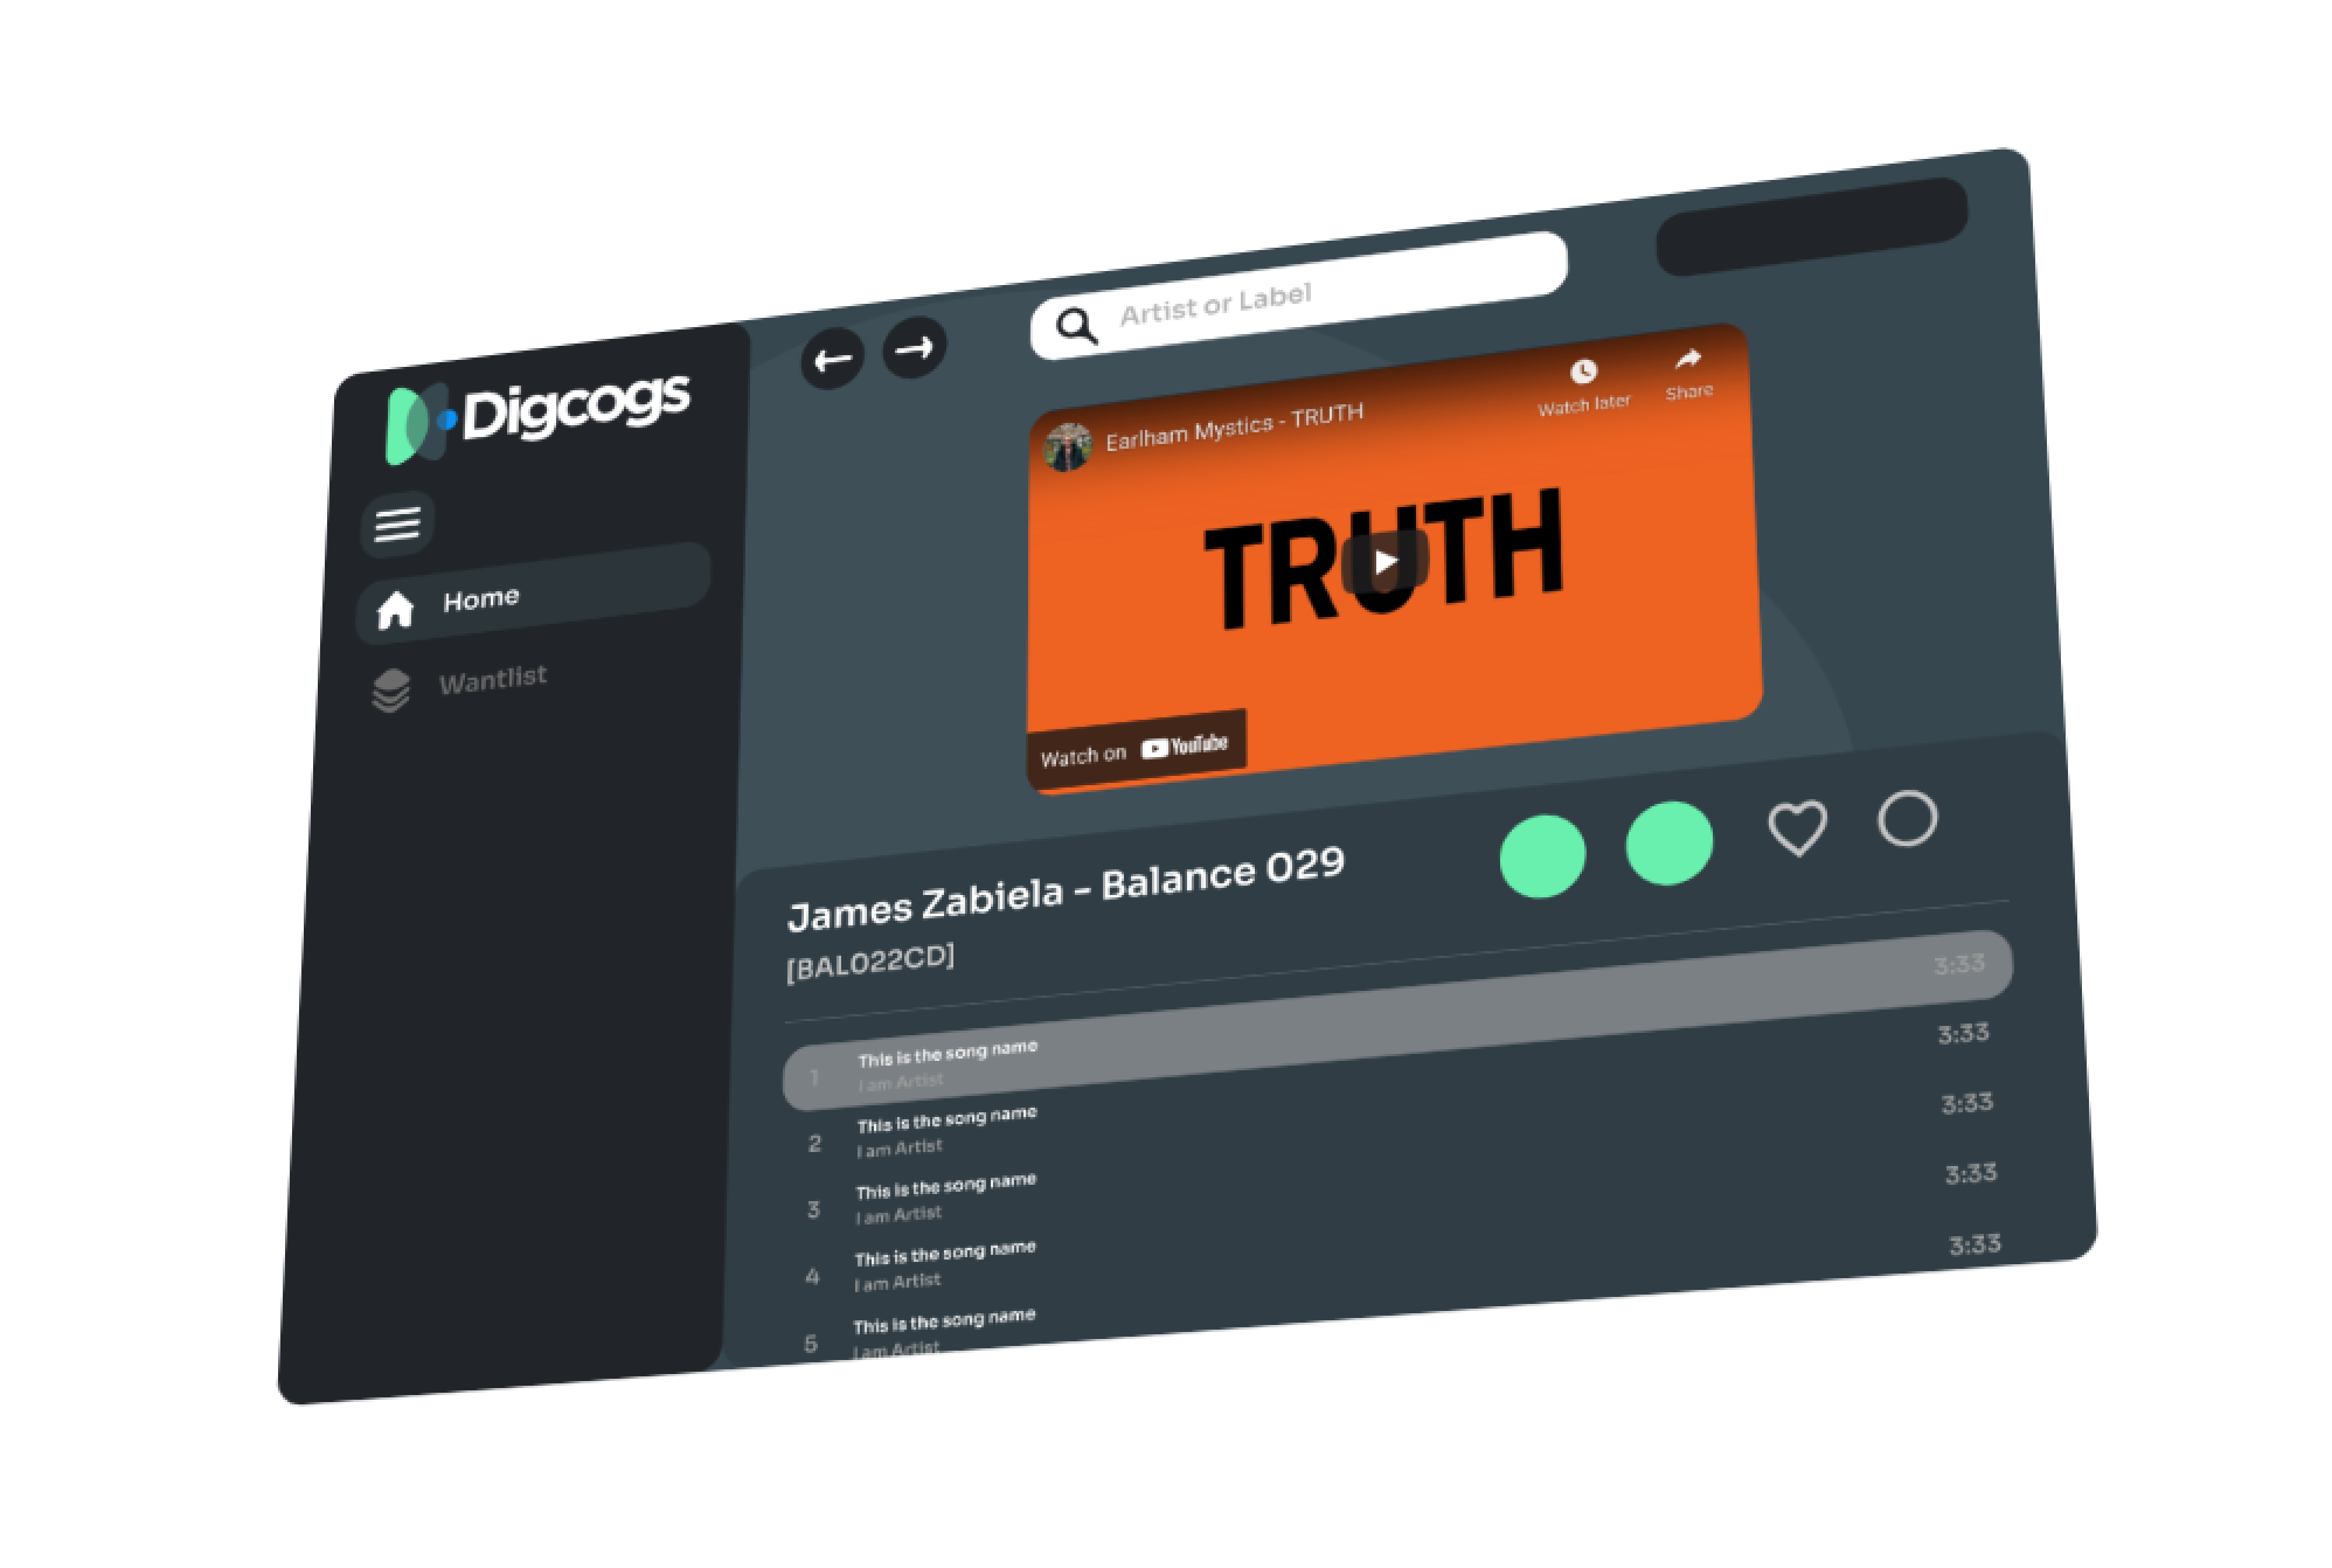 Digcogs
Home
Wantlist
Artist or Label
Earlham Mystics - TRUTH
Watch later
Share
TRUTH
Watch on YouTube
James Zabiela - Balance 029
[BAL022CD]
1 This is the song name 3:33
I am Artist
2 This is the song name 3:33
I am Artist
3 This is the song name 3:33
I am Artist
4 This is the song name 3:33
I am Artist
5 This is the song name 3:33
I am Artist